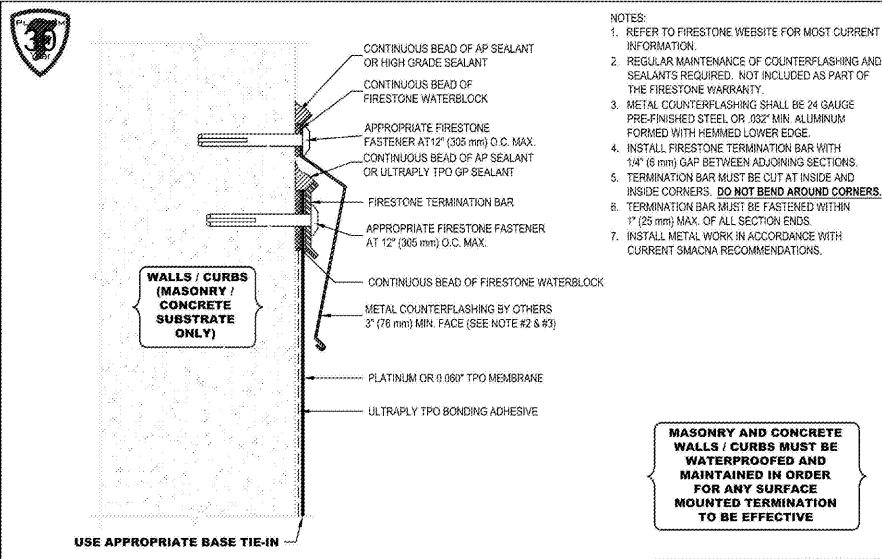 PLATINUM
30
Year
CONTINUOUS BEAD OF AP SEALANT
OR HIGH GRADE SEALANT
CONTINUOUS BEAD OF
FIRESTONE WATERBLOCK
APPROPRIATE FIRESTONE
FASTENER AT12" (305 mm) O.C. MAX.
CONTINUOUS BEAD OF AP SEALANT
OR ULTRAPLY TPO GP SEALANT
FIRESTONE TERMINATION BAR
APPROPRIATE FIRESTONE FASTENER
AT 12" (305 mm) O.C. MAX.
WALLS / CURBS
(MASONRY /
CONCRETE
SUBSTRATE
ONLY)
CONTINUOUS BEAD OF FIRESTONE WATERBLOCK
METAL COUNTERFLASHING BY OTHERS
3" (76 mm) MIN. FACE (SEE NOTE #2 & #3)
PLATINUM OR 0.060" TPO MEMBRANE
ULTRAPLY TPO BONDING ADHESIVE
USE APPROPRIATE BASE TIE-IN
NOTES:
1. REFER TO FIRESTONE WEBSITE FOR MOST CURRENT
INFORMATION.
2. REGULAR MAINTENANCE OF COUNTERFLASHING AND
SEALANTS REQUIRED. NOT INCLUDED AS PART OF
THE FIRESTONE WARRANTY.
3. METAL COUNTERFLASHING SHALL BE 24 GAUGE
PRE-FINISHED STEEL OR .032" MIN. ALUMINUM
FORMED WITH HEMMED LOWER EDGE.
4. INSTALL FIRESTONE TERMINATION BAR WITH
1/4" (6 mm) GAP BETWEEN ADJOINING SECTIONS.
5. TERMINATION BAR MUST BE CUT AT INSIDE AND
INSIDE CORNERS. DO NOT BEND AROUND CORNERS.
6. TERMINATION BAR MUST BE FASTENED WITHIN
1" (25 mm) MAX. OF ALL SECTION ENDS.
7. INSTALL METAL WORK IN ACCORDANCE WITH
CURRENT SMACNA RECOMMENDATIONS.
MASONRY AND CONCRETE
WALLS / CURBS MUST BE
WATERPROOFED AND
MAINTAINED IN ORDER
FOR ANY SURFACE
MOUNTED TERMINATION
TO BE EFFECTIVE